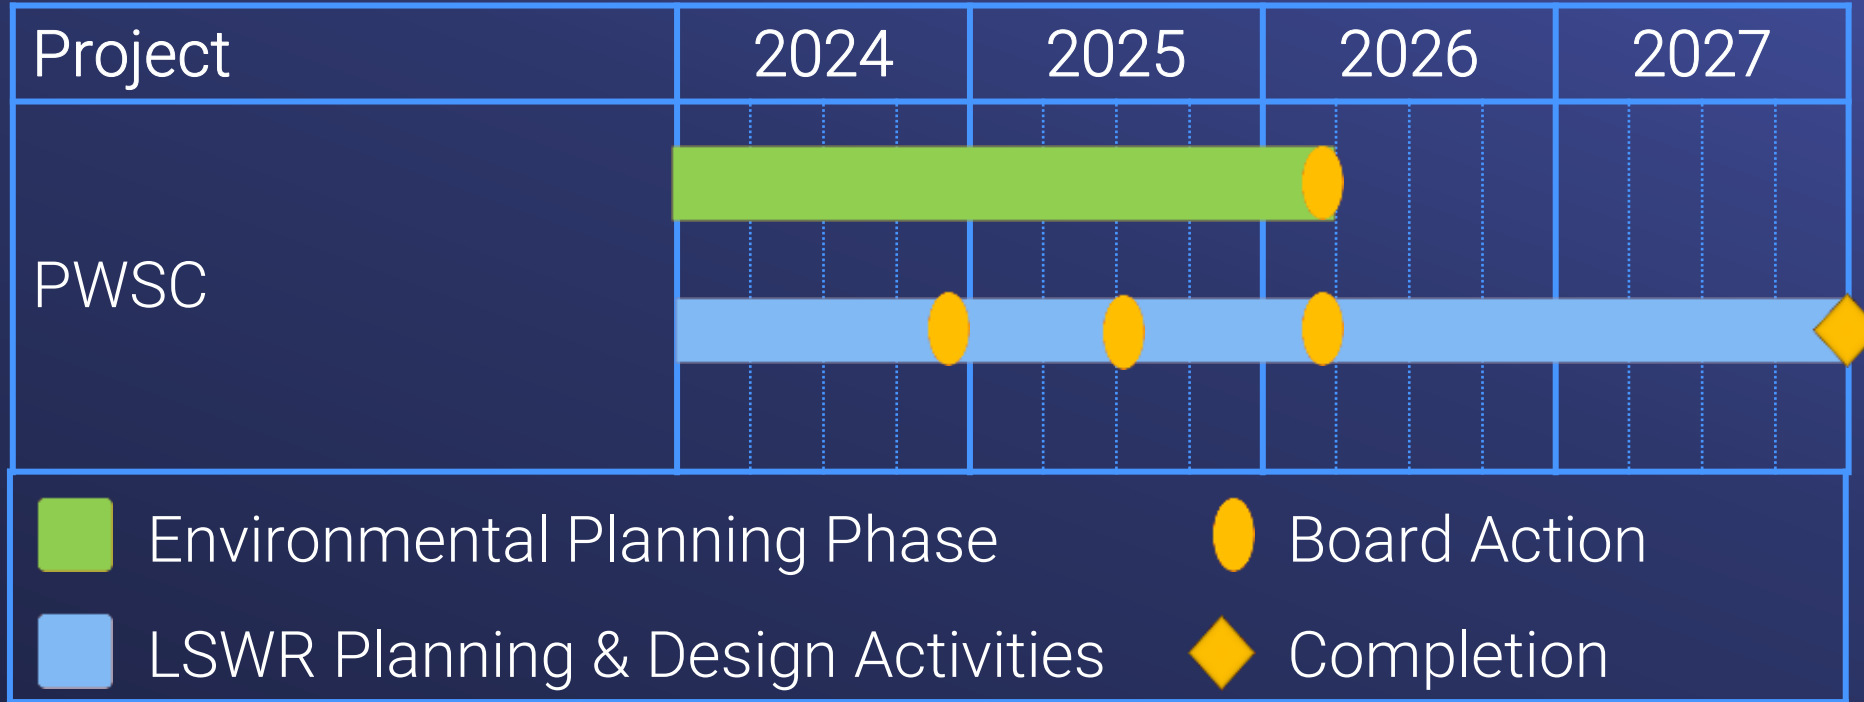 Project 2024 2025 2026 2027
PWSC
Environmental Planning Phase Board Action
LSWR Planning & Design Activities Completion